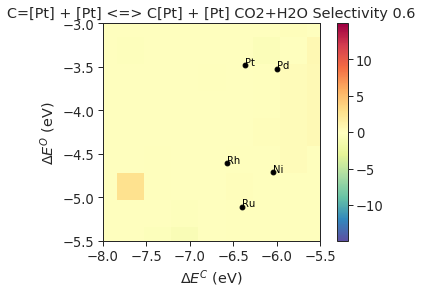 C=[Pt] + [Pt] <=> C[Pt] + [Pt] CO2+H2O Selectivity 0.6
−3.0
−3.5
−4.0
−4.5
−5.0
−5.5
ΔE^O (eV)
Pt
Pd
Rh
Ni
Ru
−8.0 −7.5 −7.0 −6.5 −6.0 −5.5
ΔE^C (eV)
10
5
0
−5
−10